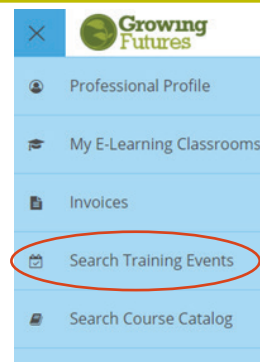 Growing
Futures
Professional Profile
My E-Learning Classrooms
Invoices
Search Training Events
Search Course Catalog